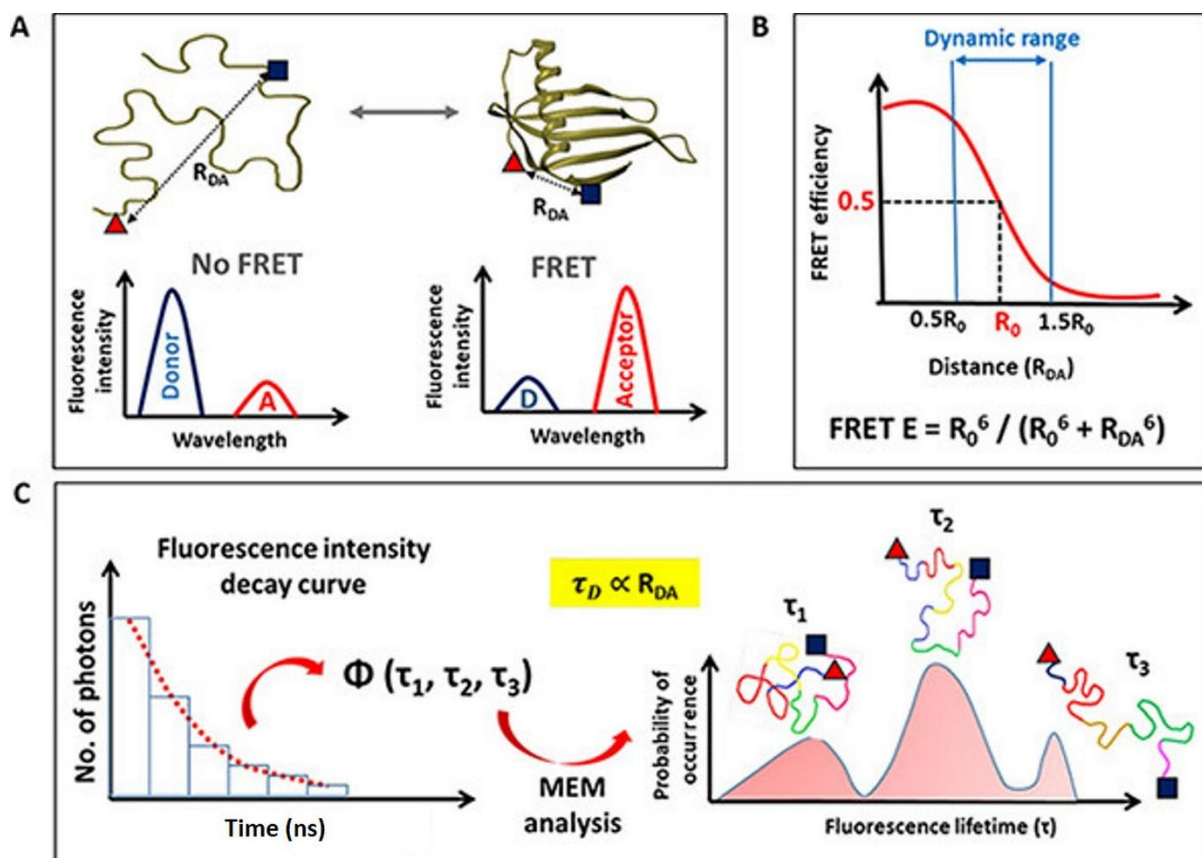 A
R_DA
R_DA
No FRET
FRET
Fluorescence
intensity
Donor
A
Wavelength
Fluorescence
intensity
D
Acceptor
Wavelength
B
Dynamic range
FRET efficiency
0.5
0.5R₀
R₀
1.5R₀
Distance (R_DA)
FRET E = R₀⁶ / (R₀⁶ + R_DA⁶)
C
Fluorescence intensity
decay curve
No. of photons
Time (ns)
Φ (τ₁, τ₂, τ₃)
τ_D ∝ R_DA
MEM
analysis
τ₁
τ₂
τ₃
Probability of
occurrence
Fluorescence lifetime (τ)